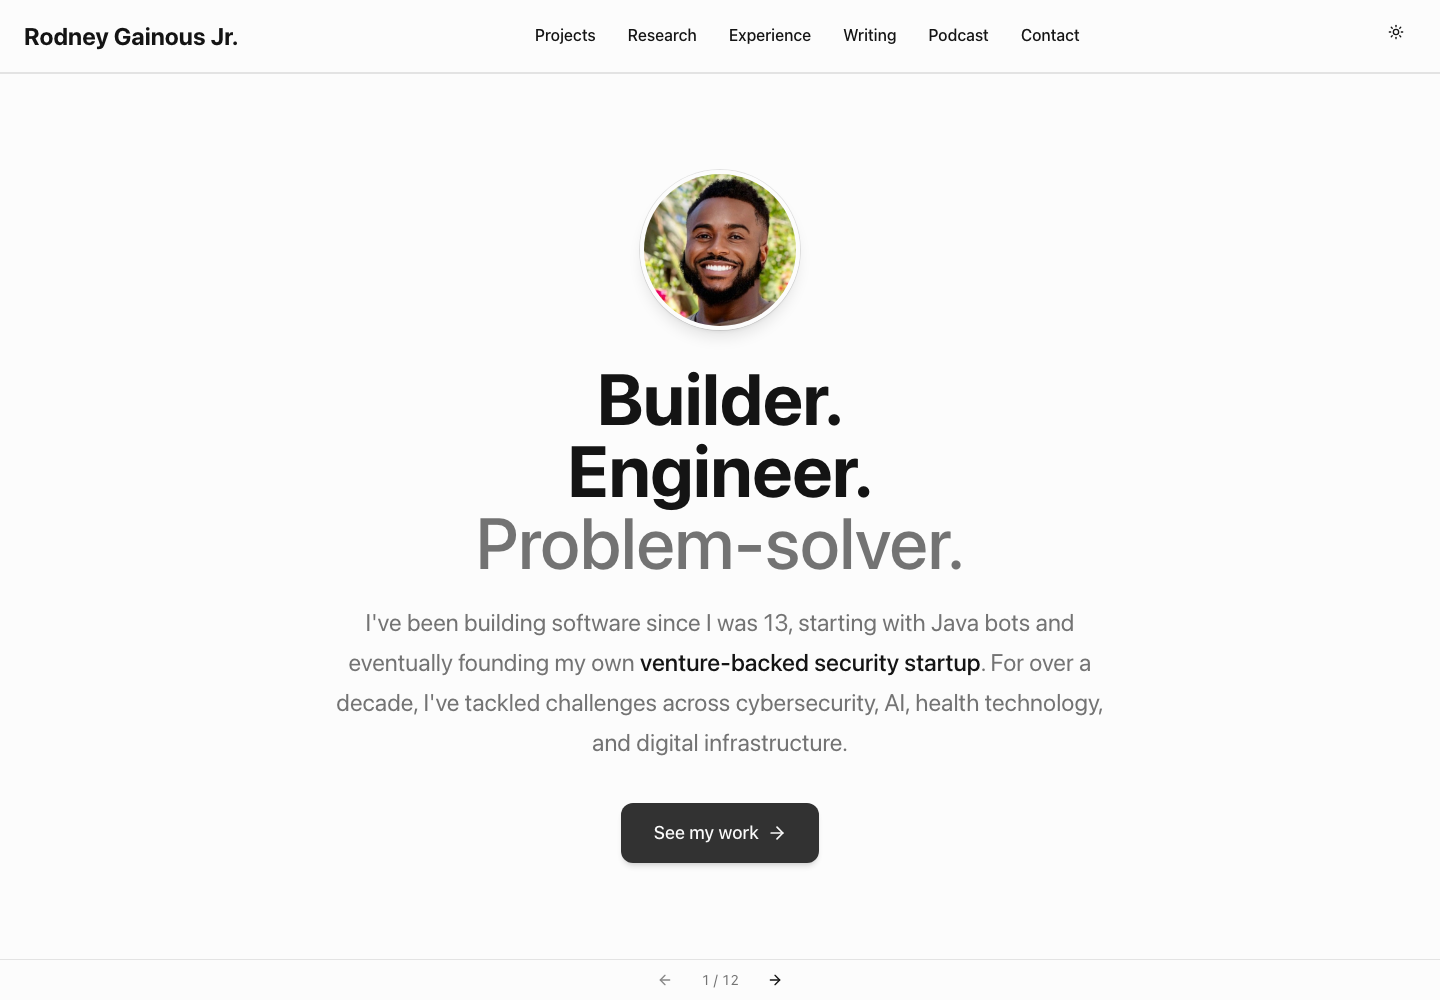 Rodney Gainous Jr.
Projects Research Experience Writing Podcast Contact
Builder.
Engineer.
Problem-solver.
I've been building software since I was 13, starting with Java bots and
eventually founding my own venture-backed security startup. For over a
decade, I've tackled challenges across cybersecurity, AI, health technology,
and digital infrastructure.
See my work →
← 1 / 12 →